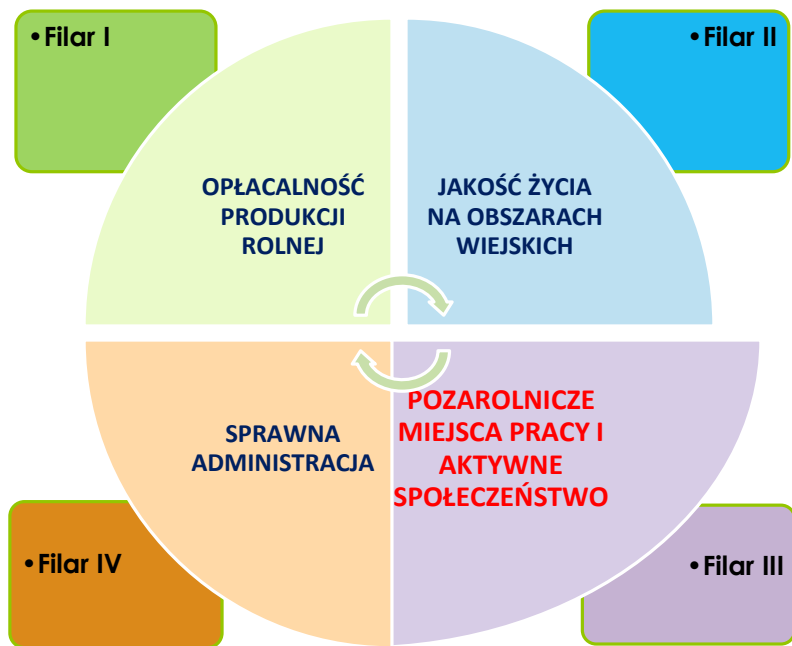 •Filar I
•Filar II
OPŁACALNOŚĆ
PRODUKCJI
ROLNEJ
JAKOŚĆ ŻYCIA
NA OBSZARACH
WIEJSKICH
SPRAWNA
ADMINISTRACJA
POZAROLNICZE
MIEJSCA PRACY I
AKTYWNE
SPOŁECZEŃSTWO
•Filar IV
•Filar III